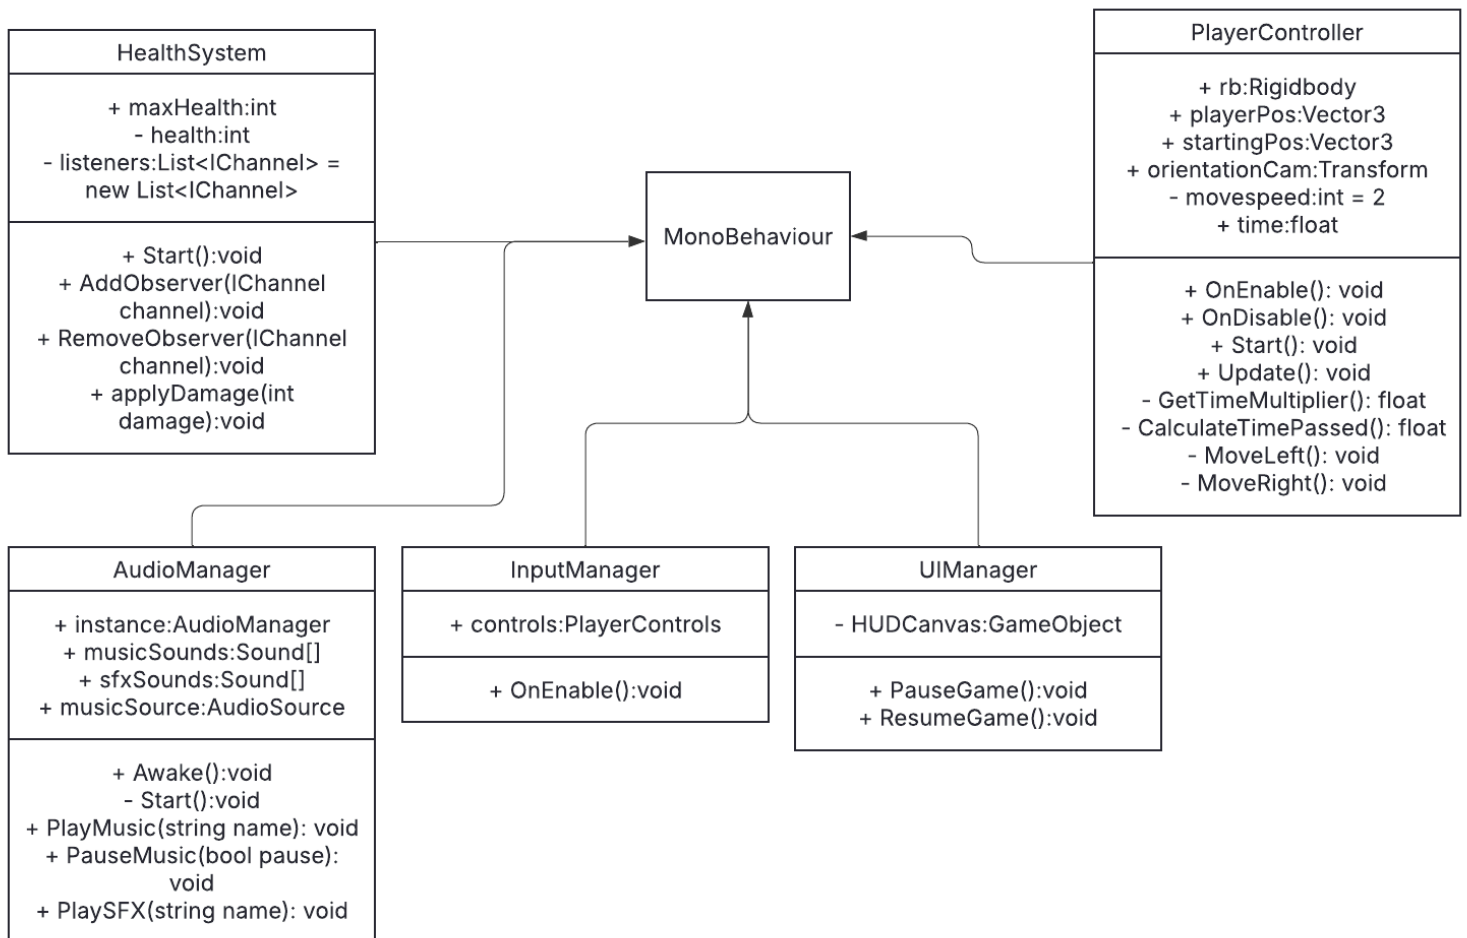 HealthSystem
+ maxHealth:int
- health:int
- listeners:List<IChannel> =
new List<IChannel>
+ Start():void
+ AddObserver(IChannel
channel):void
+ RemoveObserver(IChannel
channel):void
+ applyDamage(int
damage):void
MonoBehaviour
PlayerController
+ rb:Rigidbody
+ playerPos:Vector3
+ startingPos:Vector3
+ orientationCam:Transform
- movespeed:int = 2
+ time:float
+ OnEnable(): void
+ OnDisable(): void
+ Start(): void
+ Update(): void
- GetTimeMultiplier(): float
- CalculateTimePassed(): float
- MoveLeft(): void
- MoveRight(): void
AudioManager
+ instance:AudioManager
+ musicSounds:Sound[]
+ sfxSounds:Sound[]
+ musicSource:AudioSource
+ Awake():void
- Start():void
+ PlayMusic(string name): void
+ PauseMusic(bool pause):
void
+ PlaySFX(string name): void
InputManager
+ controls:PlayerControls
+ OnEnable():void
UIManager
- HUDCanvas:GameObject
+ PauseGame():void
+ ResumeGame():void